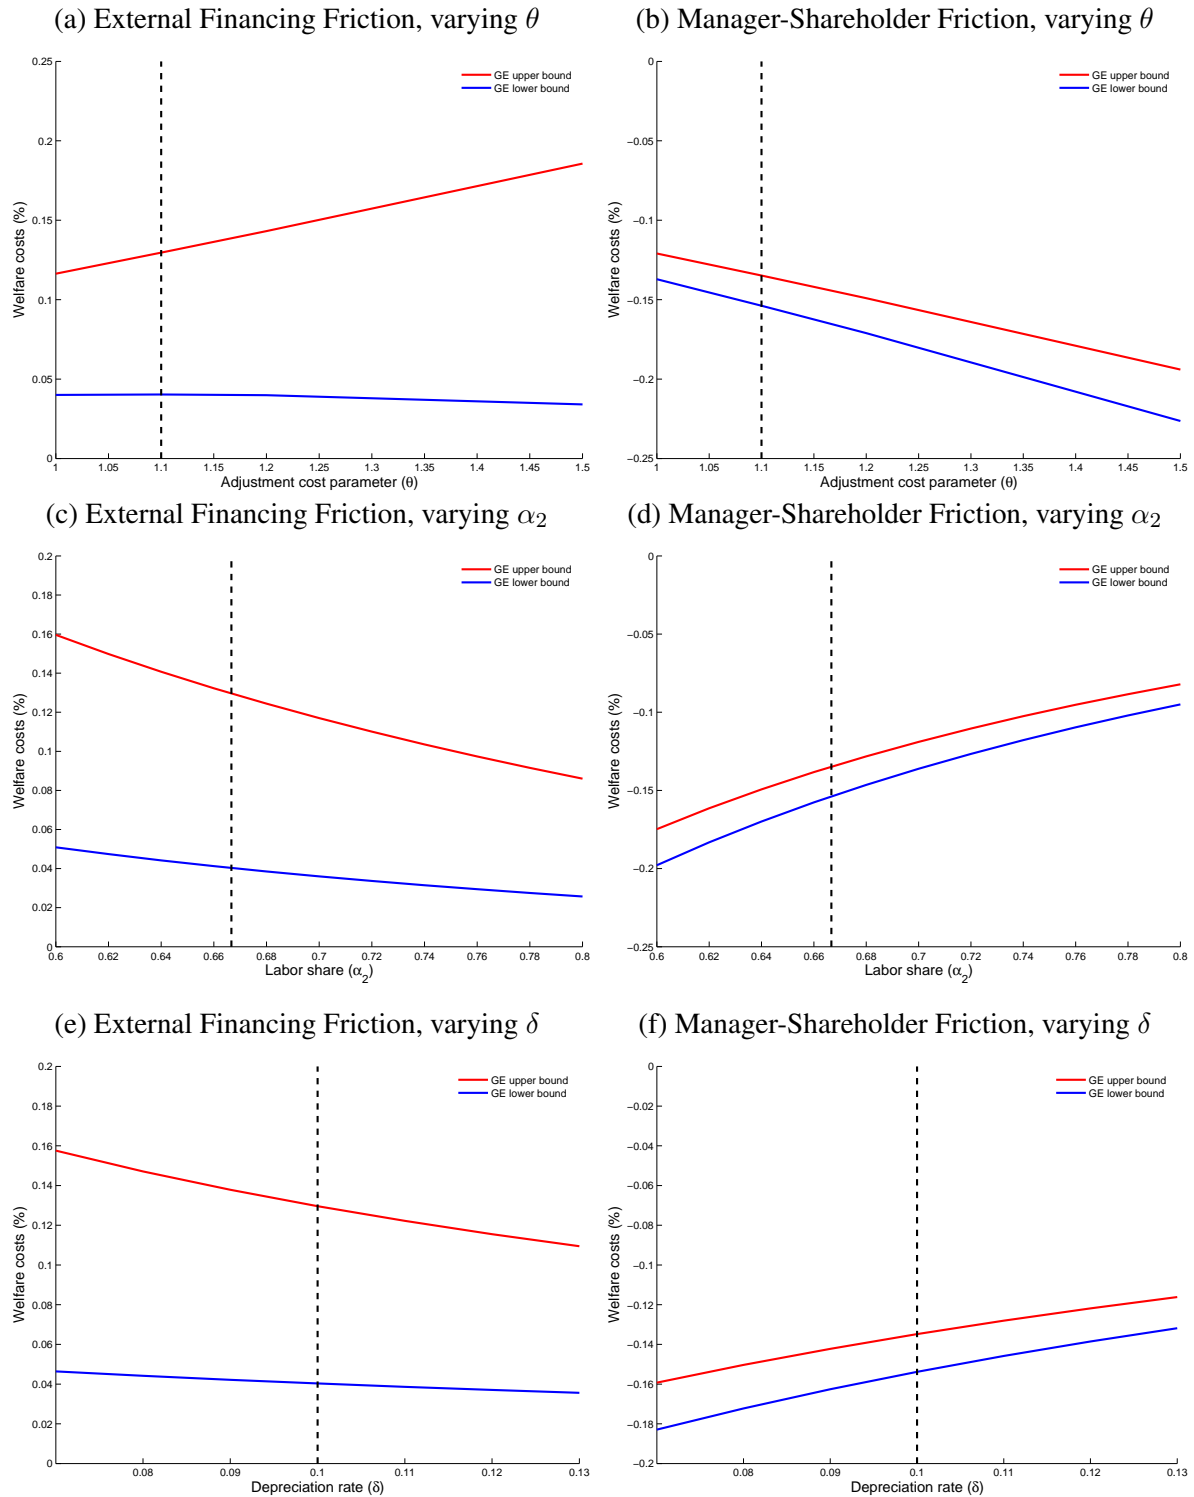 (a) External Financing Friction, varying θ
0.25
0.2
0.15
0.1
0.05
0
Welfare costs (%)
GE upper bound
GE lower bound
1 1.05 1.1 1.15 1.2 1.25 1.3 1.35 1.4 1.45 1.5
Adjustment cost parameter (θ)
(b) Manager-Shareholder Friction, varying θ
0
−0.05
−0.1
−0.15
−0.2
−0.25
Welfare costs (%)
GE upper bound
GE lower bound
1 1.05 1.1 1.15 1.2 1.25 1.3 1.35 1.4 1.45 1.5
Adjustment cost parameter (θ)
(c) External Financing Friction, varying α₂
0.2
0.18
0.16
0.14
0.12
0.1
0.08
0.06
0.04
0.02
0
Welfare costs (%)
GE upper bound
GE lower bound
0.6 0.62 0.64 0.66 0.68 0.7 0.72 0.74 0.76 0.78 0.8
Labor share (α₂)
(d) Manager-Shareholder Friction, varying α₂
0
−0.05
−0.1
−0.15
−0.2
−0.25
Welfare costs (%)
GE upper bound
GE lower bound
0.6 0.62 0.64 0.66 0.68 0.7 0.72 0.74 0.76 0.78 0.8
Labor share (α₂)
(e) External Financing Friction, varying δ
0.2
0.18
0.16
0.14
0.12
0.1
0.08
0.06
0.04
0.02
0
Welfare costs (%)
GE upper bound
GE lower bound
0.08 0.09 0.1 0.11 0.12 0.13
Depreciation rate (δ)
(f) Manager-Shareholder Friction, varying δ
0
−0.02
−0.04
−0.06
−0.08
−0.1
−0.12
−0.14
−0.16
−0.18
−0.2
Welfare costs (%)
GE upper bound
GE lower bound
0.08 0.09 0.1 0.11 0.12 0.13
Depreciation rate (δ)